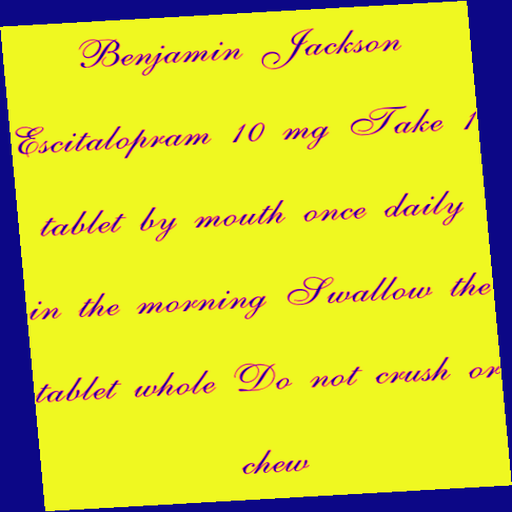 Benjamin Jackson
Escitalopram 10 mg Take 1
tablet by mouth once daily
in the morning Swallow the
tablet whole Do not crush or
chew